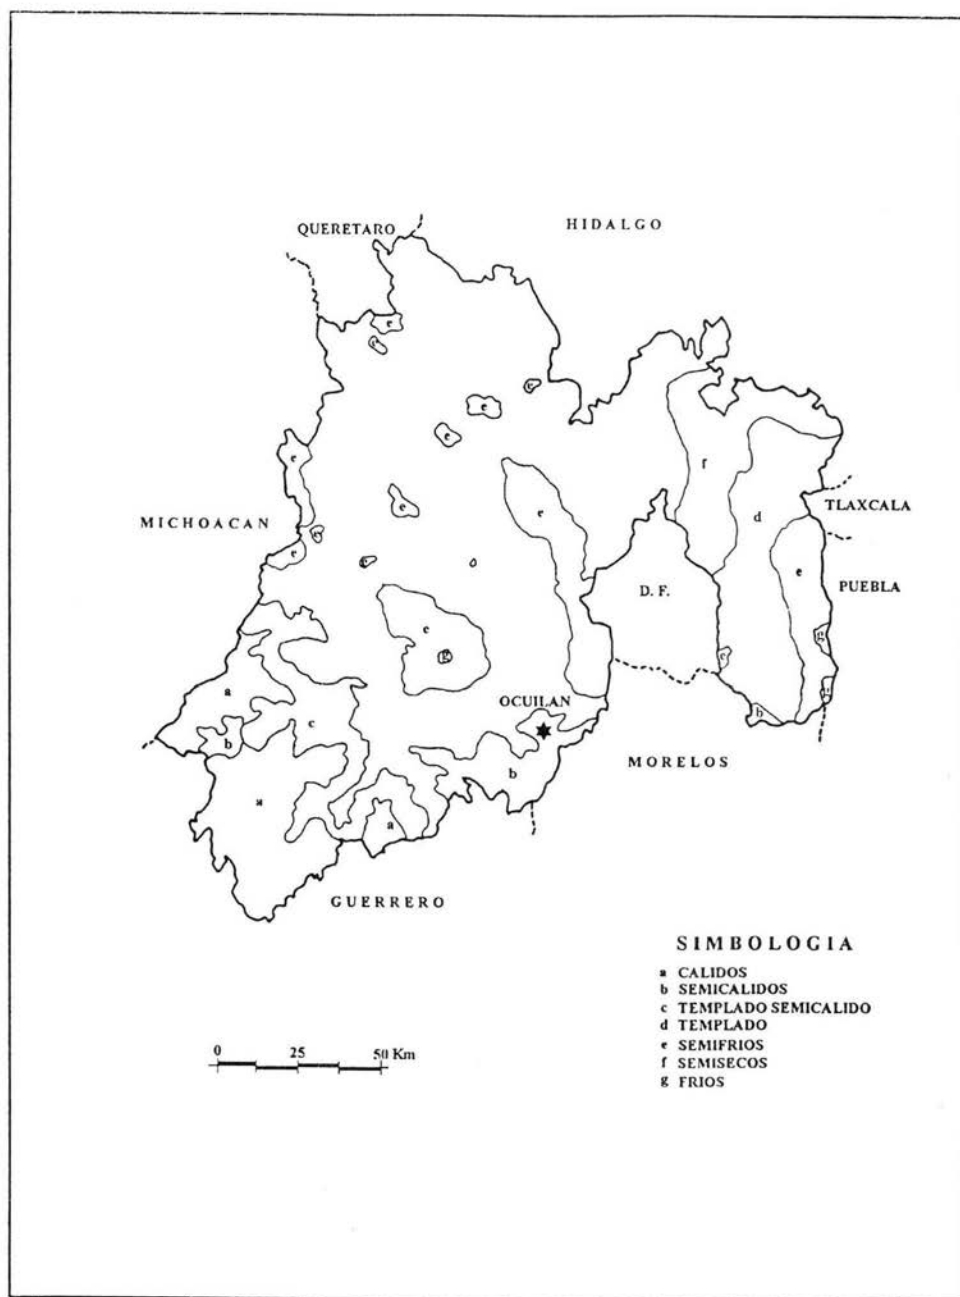 QUERETARO
HIDALGO
e
e
e
e
e
e
f
e
e
TLAXCALA
MICHOACAN
d
e
e
e
e
D. F.
PUEBLA
e
g
g
e
a
OCUILAN
c
b
b
MORELOS
b
a
a
GUERRERO
SIMBOLOGIA
a CALIDOS
b SEMICALIDOS
c TEMPLADO SEMICALIDO
d TEMPLADO
e SEMIFRIOS
f SEMISECOS
g FRIOS
0 25 50 Km